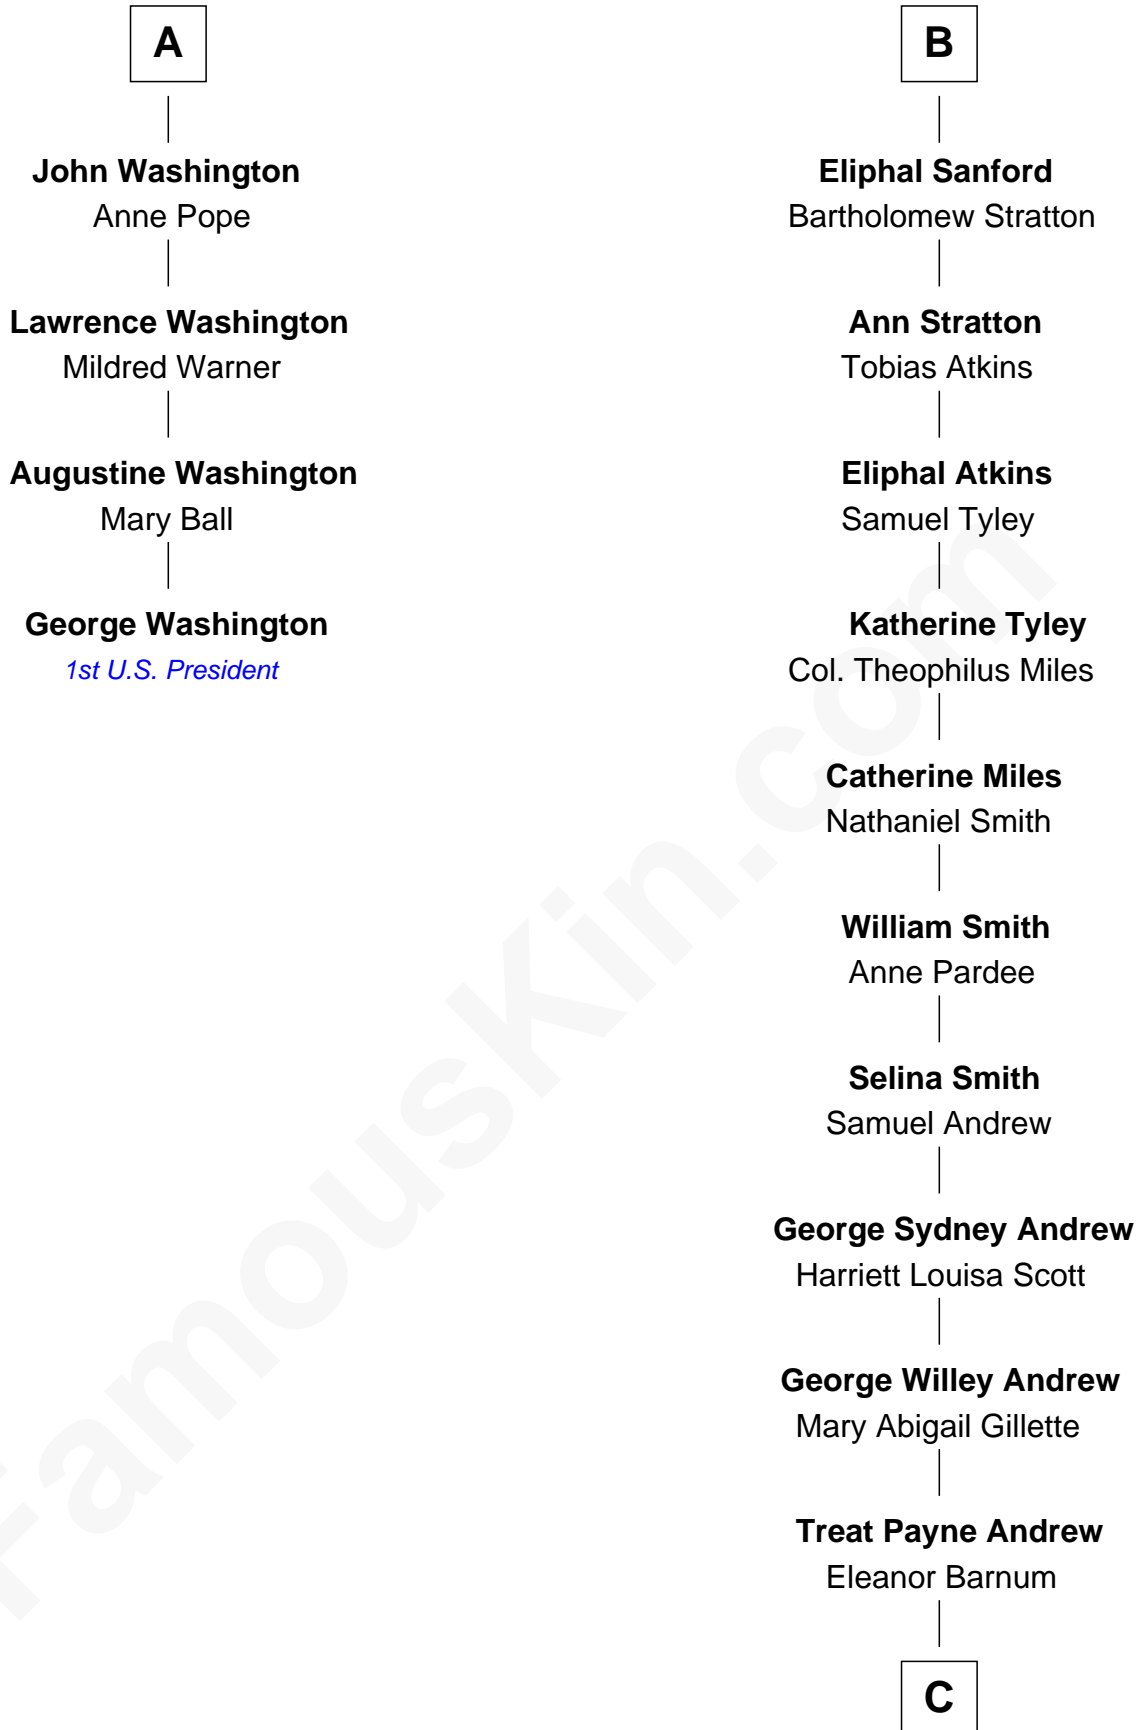 A
John Washington
Anne Pope
Lawrence Washington
Mildred Warner
Augustine Washington
Mary Ball
George Washington
1st U.S. President
B
Eliphal Sanford
Bartholomew Stratton
Ann Stratton
Tobias Atkins
Eliphal Atkins
Samuel Tyley
Katherine Tyley
Col. Theophilus Miles
Catherine Miles
Nathaniel Smith
William Smith
Anne Pardee
Selina Smith
Samuel Andrew
George Sydney Andrew
Harriett Louisa Scott
George Willey Andrew
Mary Abigail Gillette
Treat Payne Andrew
Eleanor Barnum
C
FamousKin.com